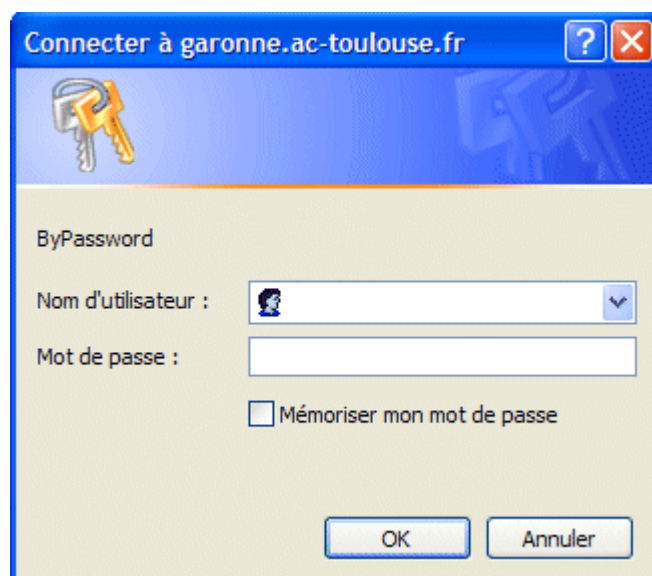 Connecter à garonne.ac-toulouse.fr
ByPassword
Nom d'utilisateur :
Mot de passe :
Mémoriser mon mot de passe
OK Annuler